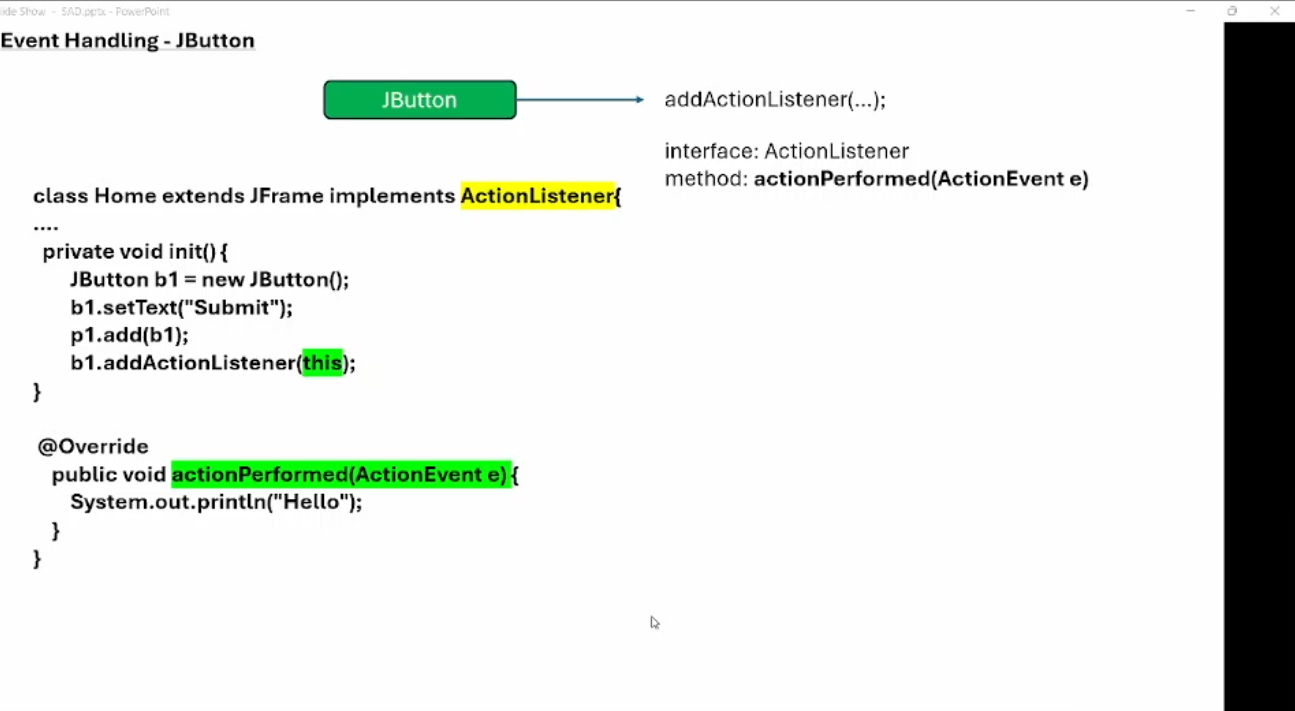 ide Show - SAD.pptx - PowerPoint
Event Handling - JButton
JButton
addActionListener(...);
interface: ActionListener
method: actionPerformed(ActionEvent e)
class Home extends JFrame implements ActionListener{
....
private void init() {
JButton b1 = new JButton();
b1.setText("Submit");
p1.add(b1);
b1.addActionListener(this);
}
@Override
public void actionPerformed(ActionEvent e) {
System.out.println("Hello");
}
}